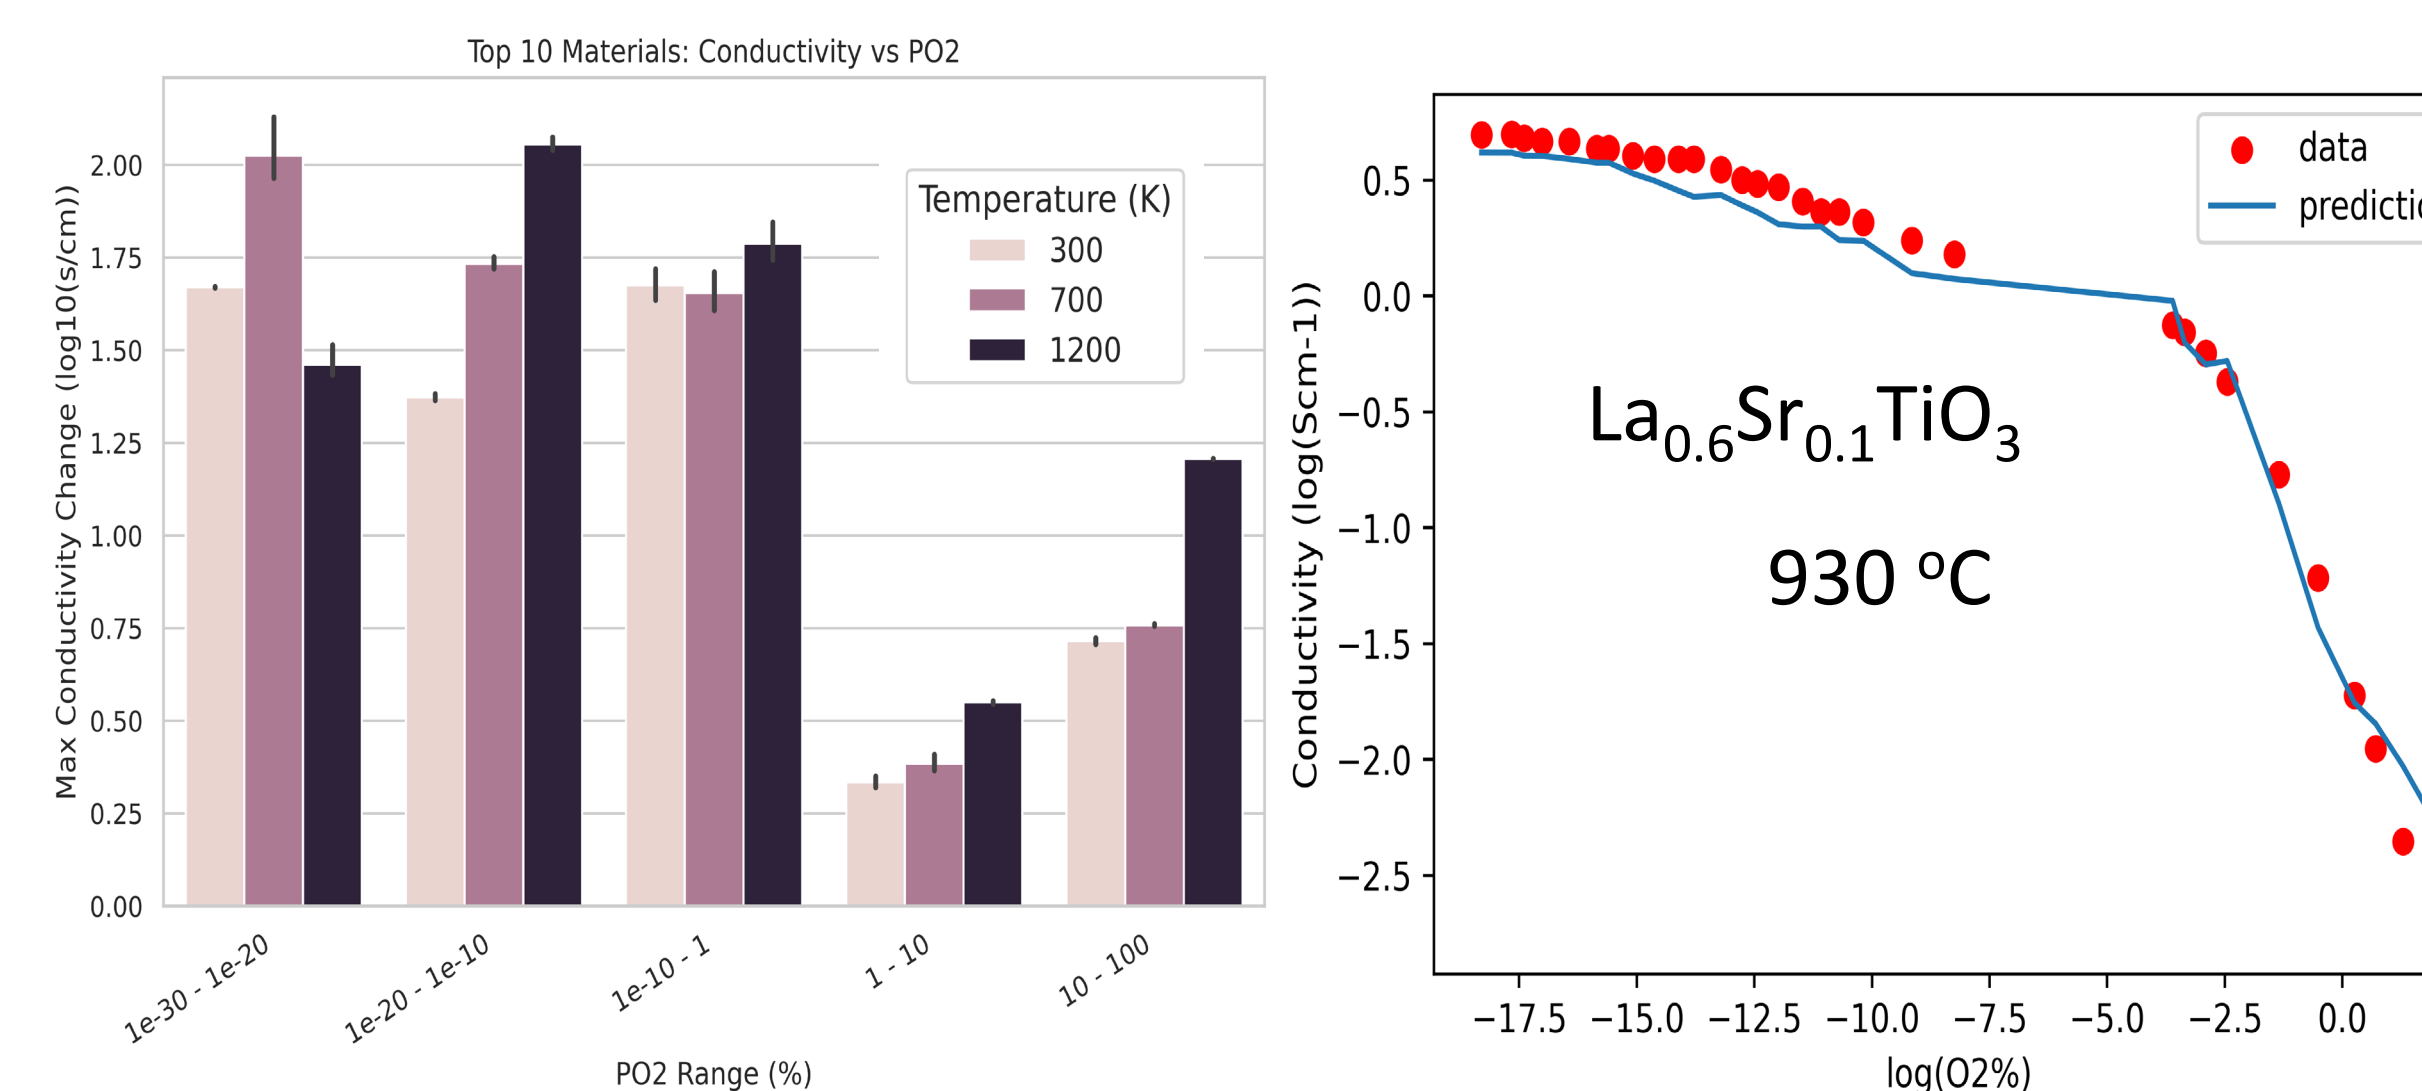 Top 10 Materials: Conductivity vs PO2
Max Conductivity Change (log10(s/cm))
2.00
1.75
1.50
1.25
1.00
0.75
0.50
0.25
0.00
Temperature (K)
300
700
1200
1e-30 - 1e-20
1e-20 - 1e-10
1e-10 - 1
1 - 10
10 - 100
PO2 Range (%)
Conductivity (log(Scm-1))
0.5
0.0
−0.5
−1.0
−1.5
−2.0
−2.5
data
La0.6Sr0.1TiO3
930 oC
−17.5
−15.0
−12.5
−10.0
−7.5
−5.0
−2.5
0.0
log(O2%)